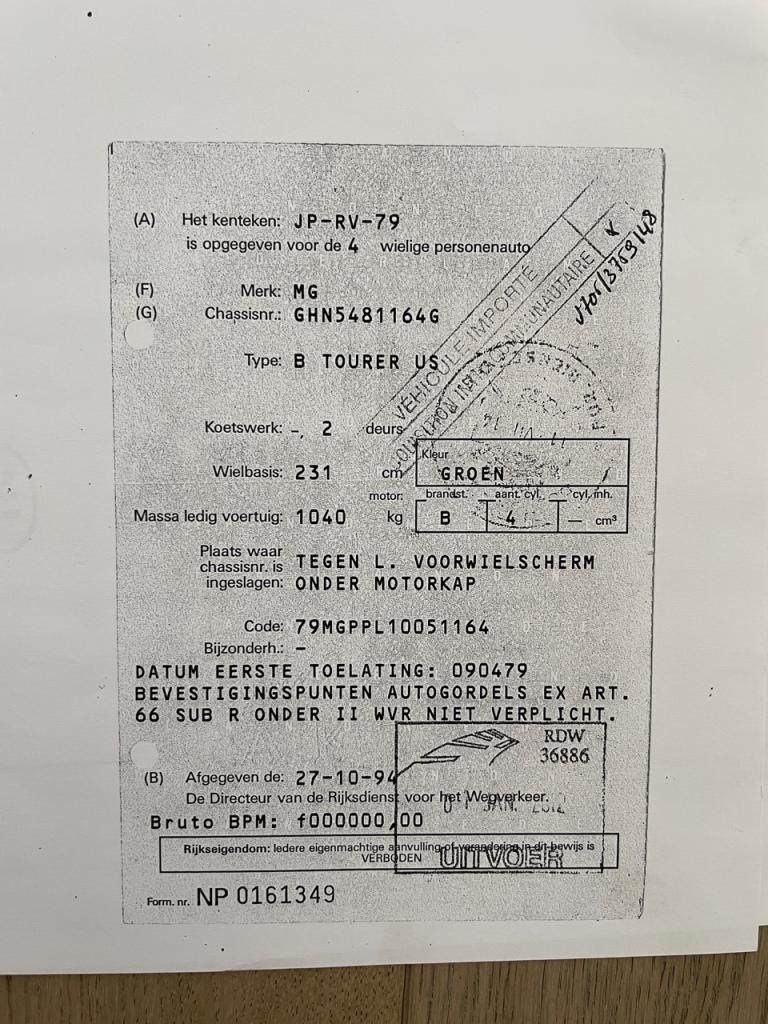 (A) Het kenteken: JP-RV-79
is opgegeven voor de 4 wielige personenauto
(F) Merk: MG
(G) Chassisnr.: GHN5481164G
Type: B TOURER US
VÉHICULE IMPORTÉ
Koetswerk: -, 2 deurs
Kleur
GROEN
Wielbasis: 231 cm
motor: brandst. aant. cyl. cyl. inh.
B 4 — cm³
Massa ledig voertuig: 1040 kg
Plaats waar chassisnr. is ingeslagen: TEGEN L. VOORWIELSCHERM
ONDER MOTORKAP
Code: 79MGPPL10051164
Bijzonderh.: -
DATUM EERSTE TOELATING: 090479
BEVESTIGINGSPUNTEN AUTOGORDELS EX ART.
66 SUB R ONDER II WVR NIET VERPLICHT.
RDW
36886
(B) Afgegeven de: 27-10-94
De Directeur van de Rijksdienst voor het Wegverkeer.
Bruto BPM: f000000,00
Rijkseigendom: Iedere eigenmachtige aanvulling of verandering in dit bewijs is
VERBODEN
UITVOER
Form. nr. NP 0161349